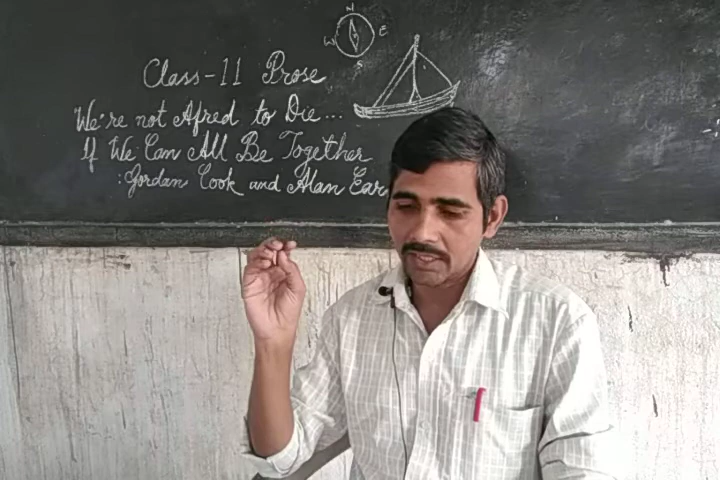 N
W E
S
Class-11 Prose
We're not Afred to Die...
If We Can All Be Together
:Gordan Cook and Alan Ear